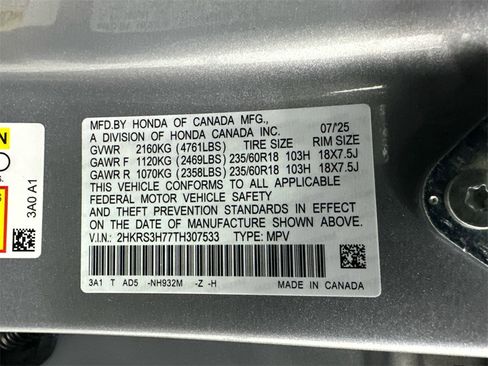 MFD.BY HONDA OF CANADA MFG., 07/'25
A DIVISION OF HONDA CANADA INC.
GVWR 2160KG (4761LBS) TIRE SIZE RIM SIZE
GAWR F 1120KG (2469LBS) 235/60R18 103H 18X7.5J
GAWR R 1070KG (2358LBS) 235/60R18 103H 18X7.5J
THIS VEHICLE CONFORMS TO ALL APPLICABLE
FEDERAL MOTOR VEHICLE SAFETY
AND THEFT PREVENTION STANDARDS IN EFFECT
ON THE DATE OF MANUFACTURE SHOWN ABOVE.
V.I.N.: 2HKRS3H77TH307533 TYPE: MPV
3A1 T AD5 -NH932M -Z -H MADE IN CANADA
3A0 A1